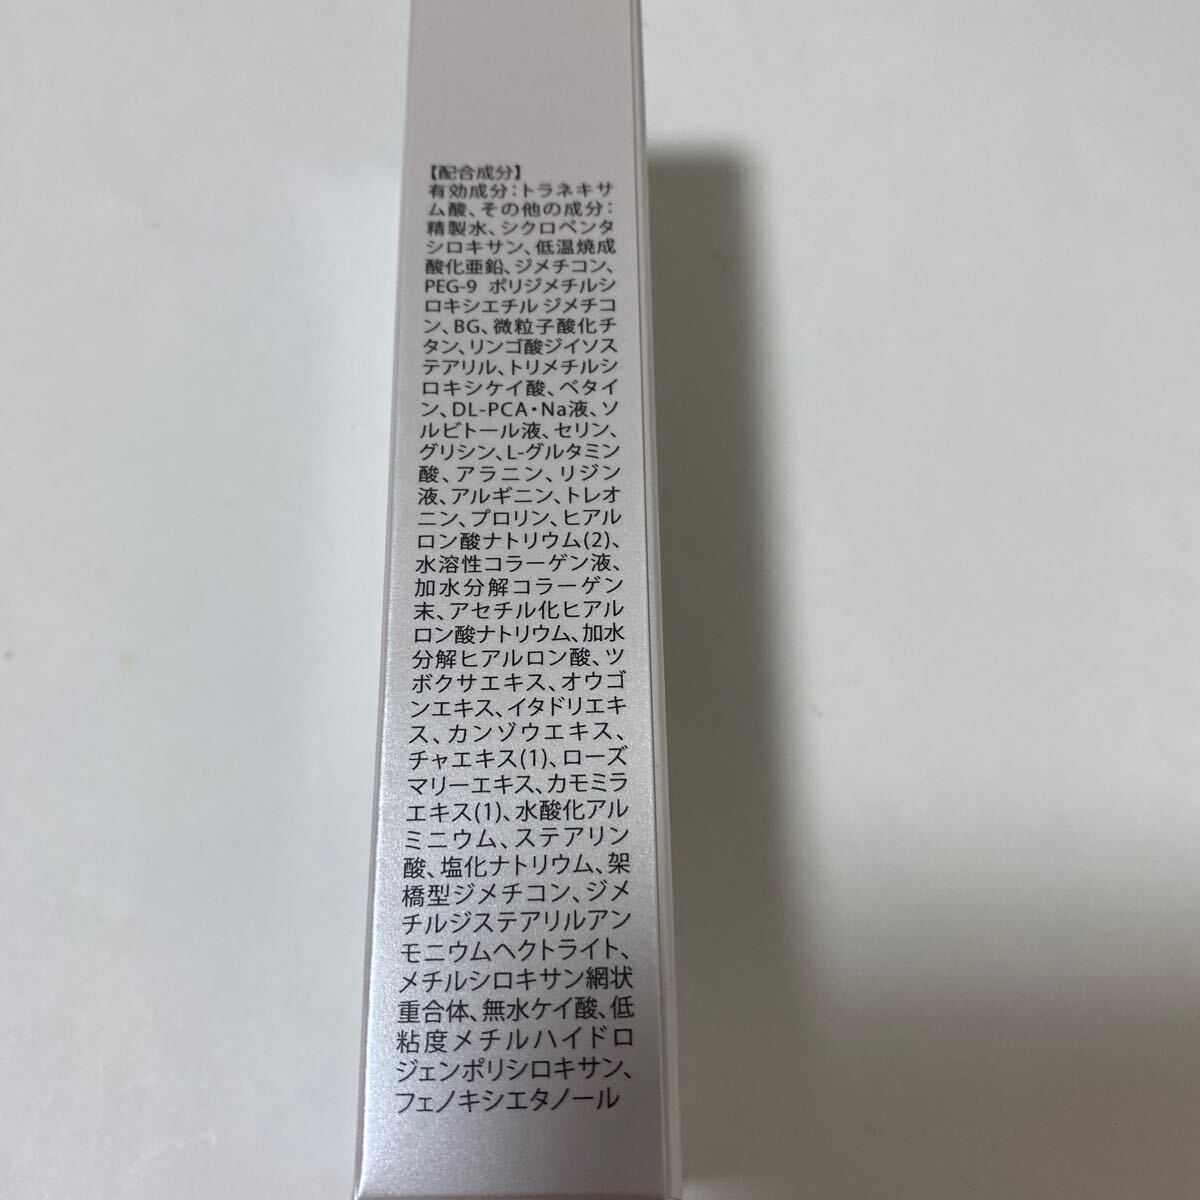 【配合成分】
有効成分：トラネキサ
ム酸、その他の成分：
精製水、シクロペンタ
シロキサン、低温焼成
酸化亜鉛、ジメチコン、
PEG-9 ポリジメチルシ
ロキシエチル ジメチコ
ン、BG、微粒子酸化チ
タン、リンゴ酸ジイソス
テアリル、トリメチルシ
ロキシケイ酸、ベタイ
ン、DL-PCA・Na液、ソ
ルビトール液、セリン、
グリシン、L-グルタミン
酸、アラニン、リジン
液、アルギニン、トレオ
ニン、プロリン、ヒアル
ロン酸ナトリウム(2)、
水溶性コラーゲン液、
加水分解コラーゲン
末、アセチル化ヒアル
ロン酸ナトリウム、加水
分解ヒアルロン酸、ツ
ボクサエキス、オウゴ
ンエキス、イタドリエキ
ス、カンゾウエキス、
チャエキス(1)、ローズ
マリーエキス、カモミラ
エキス(1)、水酸化アル
ミニウム、ステアリン
酸、塩化ナトリウム、架
橋型ジメチコン、ジメ
チルジステアリルアン
モニウムヘクトライト、
メチルシロキサン網状
重合体、無水ケイ酸、低
粘度メチルハイドロ
ジェンポリシロキサン、
フェノキシエタノール